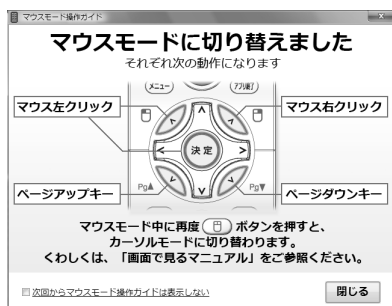 マウスモード操作ガイド
マウスモードに切り替えました
それぞれ次の動作になります
メニュー
アプリ終了
マウス左クリック
マウス右クリック
決定
Pg▲
Pg▼
ページアップキー
ページダウンキー
マウスモード中に再度 ボタンを押すと、
カーソルモードに切り替わります。
くわしくは、「画面で見るマニュアル」をご参照ください。
次回からマウスモード操作ガイドは表示しない
閉じる